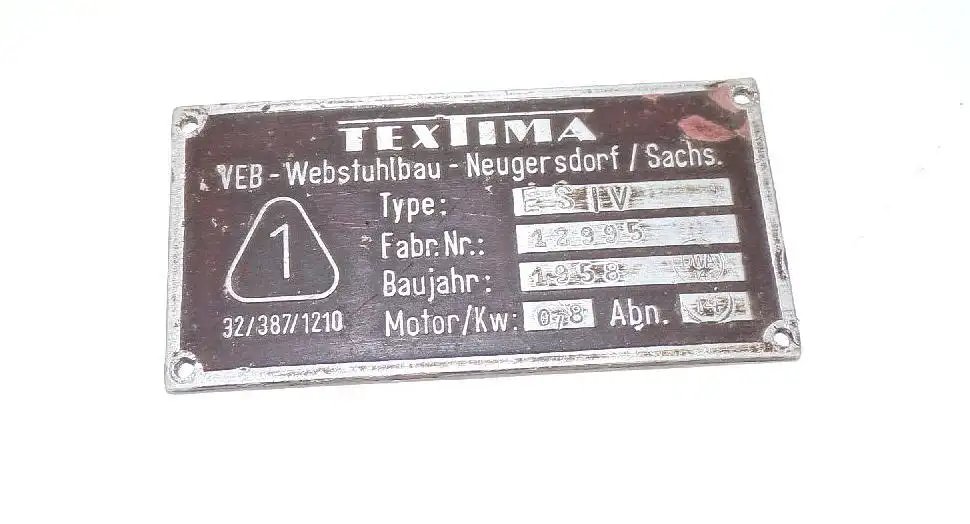 TEXTIMA
VEB - Webstuhlbau - Neugersdorf / Sachs.
1
32/387/1210
Type: E S I V
Fabr. Nr.: 12995
Baujahr: 1958
Motor/Kw: 0,8 Abn.